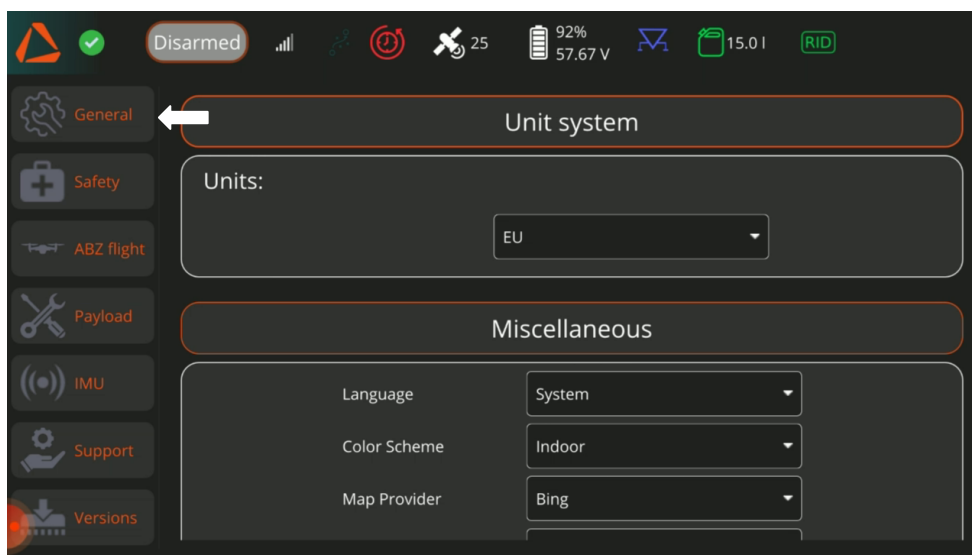 Disarmed
25
92%
57.67 V
15.0 l
RID
General
Unit system
Safety
Units:
EU
ABZ flight
Payload
Miscellaneous
IMU
Language
System
Support
Color Scheme
Indoor
Map Provider
Bing
Versions